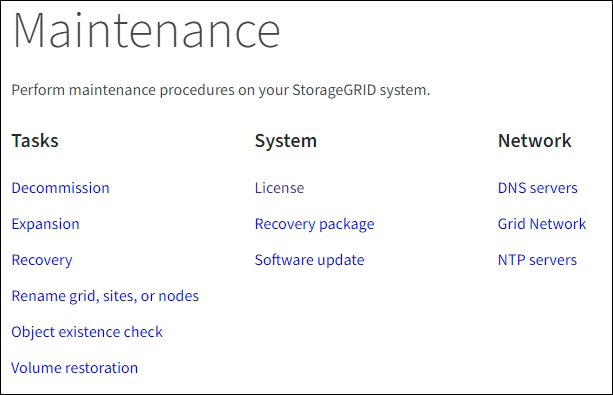 Maintenance
Perform maintenance procedures on your StorageGRID system.
Tasks
Decommission
Expansion
Recovery
Rename grid, sites, or nodes
Object existence check
Volume restoration
System
License
Recovery package
Software update
Network
DNS servers
Grid Network
NTP servers